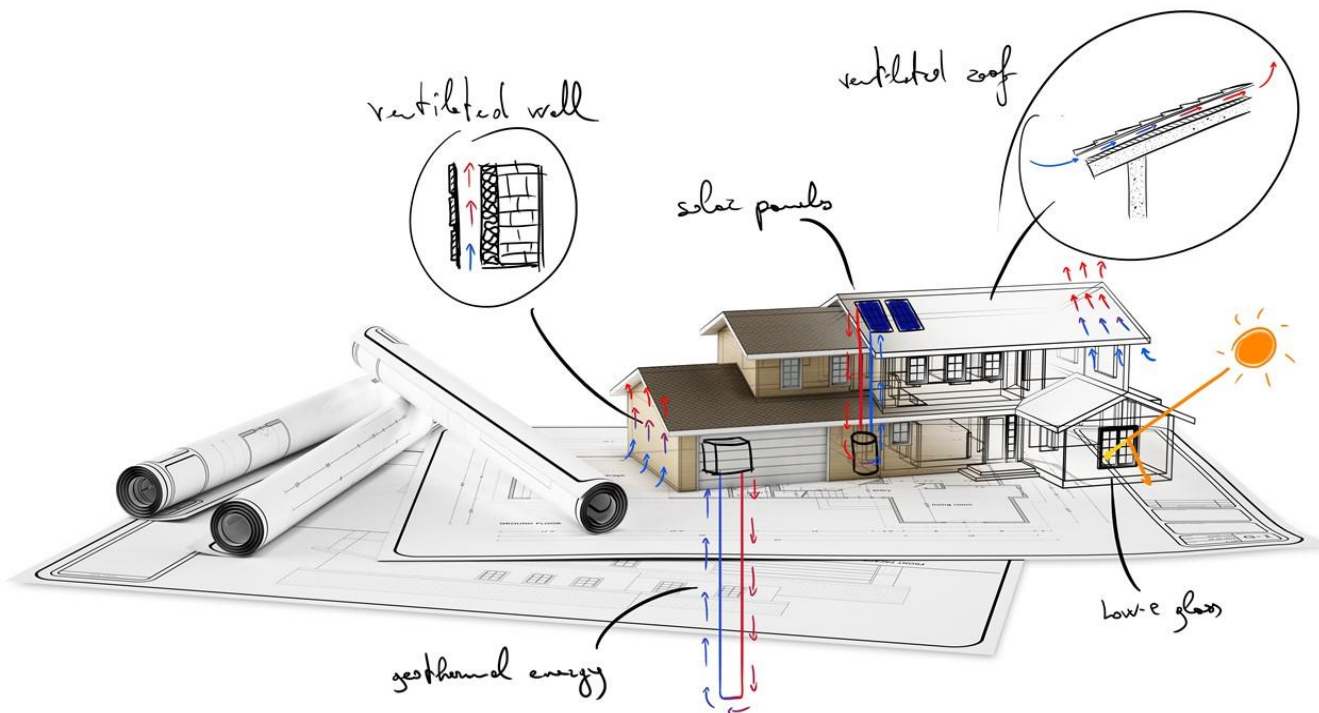 ventilated roof
ventilated wall
solar panels
GROUND FLOOR
Low-e glass
geothermal energy